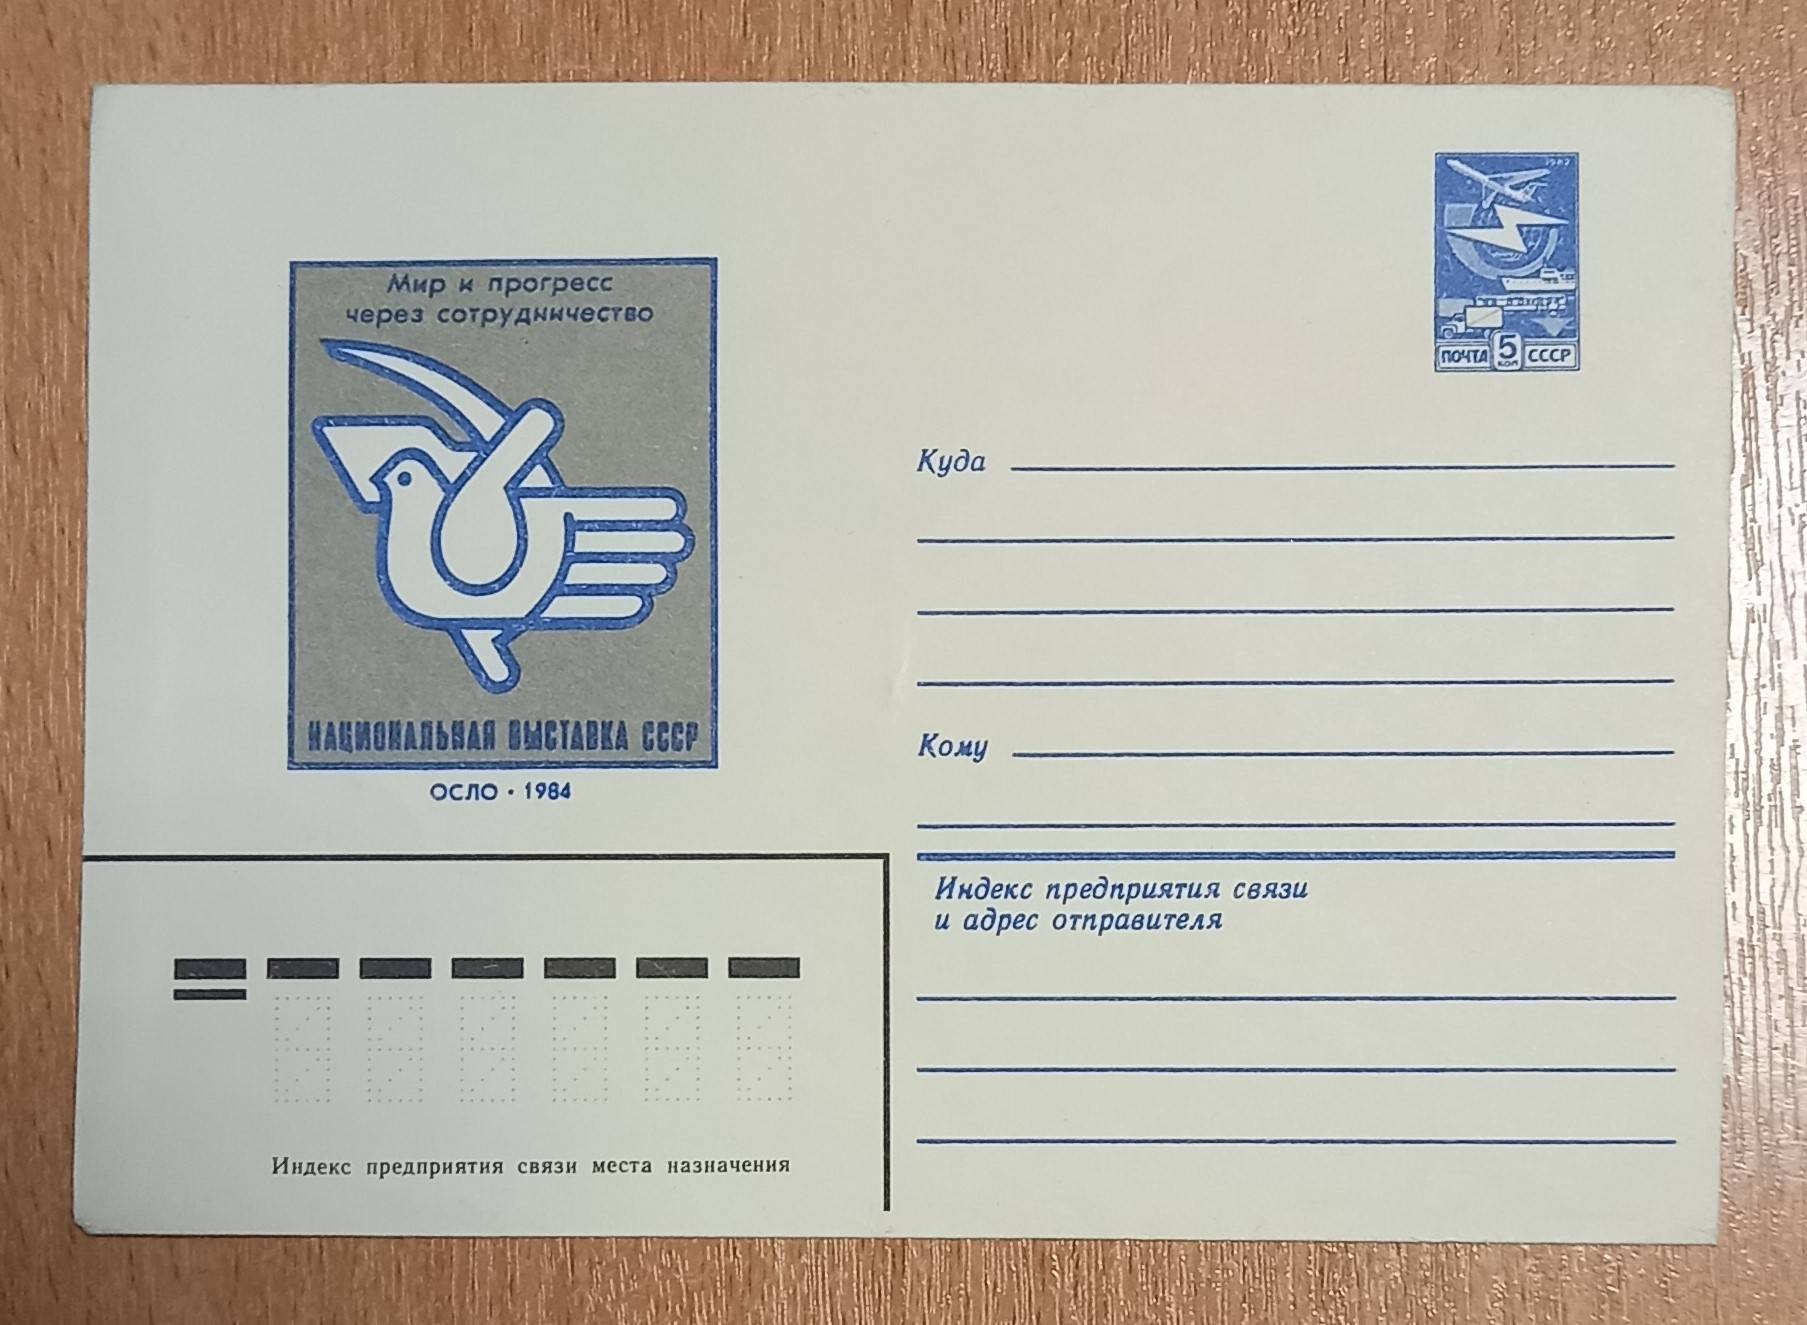 Мир и прогресс
через сотрудничество
НАЦИОНАЛЬНАЯ ВЫСТАВКА СССР
ОСЛО • 1984
1982
ПОЧТА 5 КОП СССР
Куда
Кому
Индекс предприятия связи
и адрес отправителя
Индекс предприятия связи места назначения